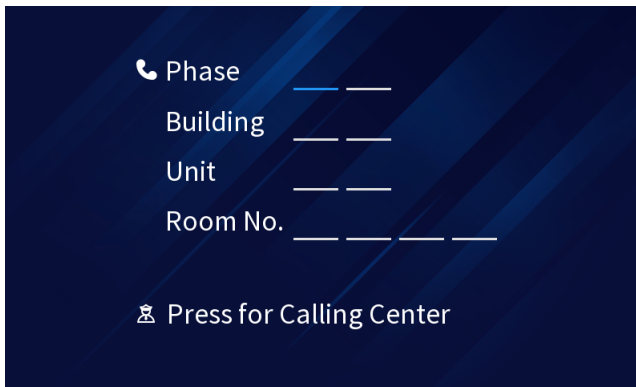 Phase
Building
Unit
Room No.
Press for Calling Center